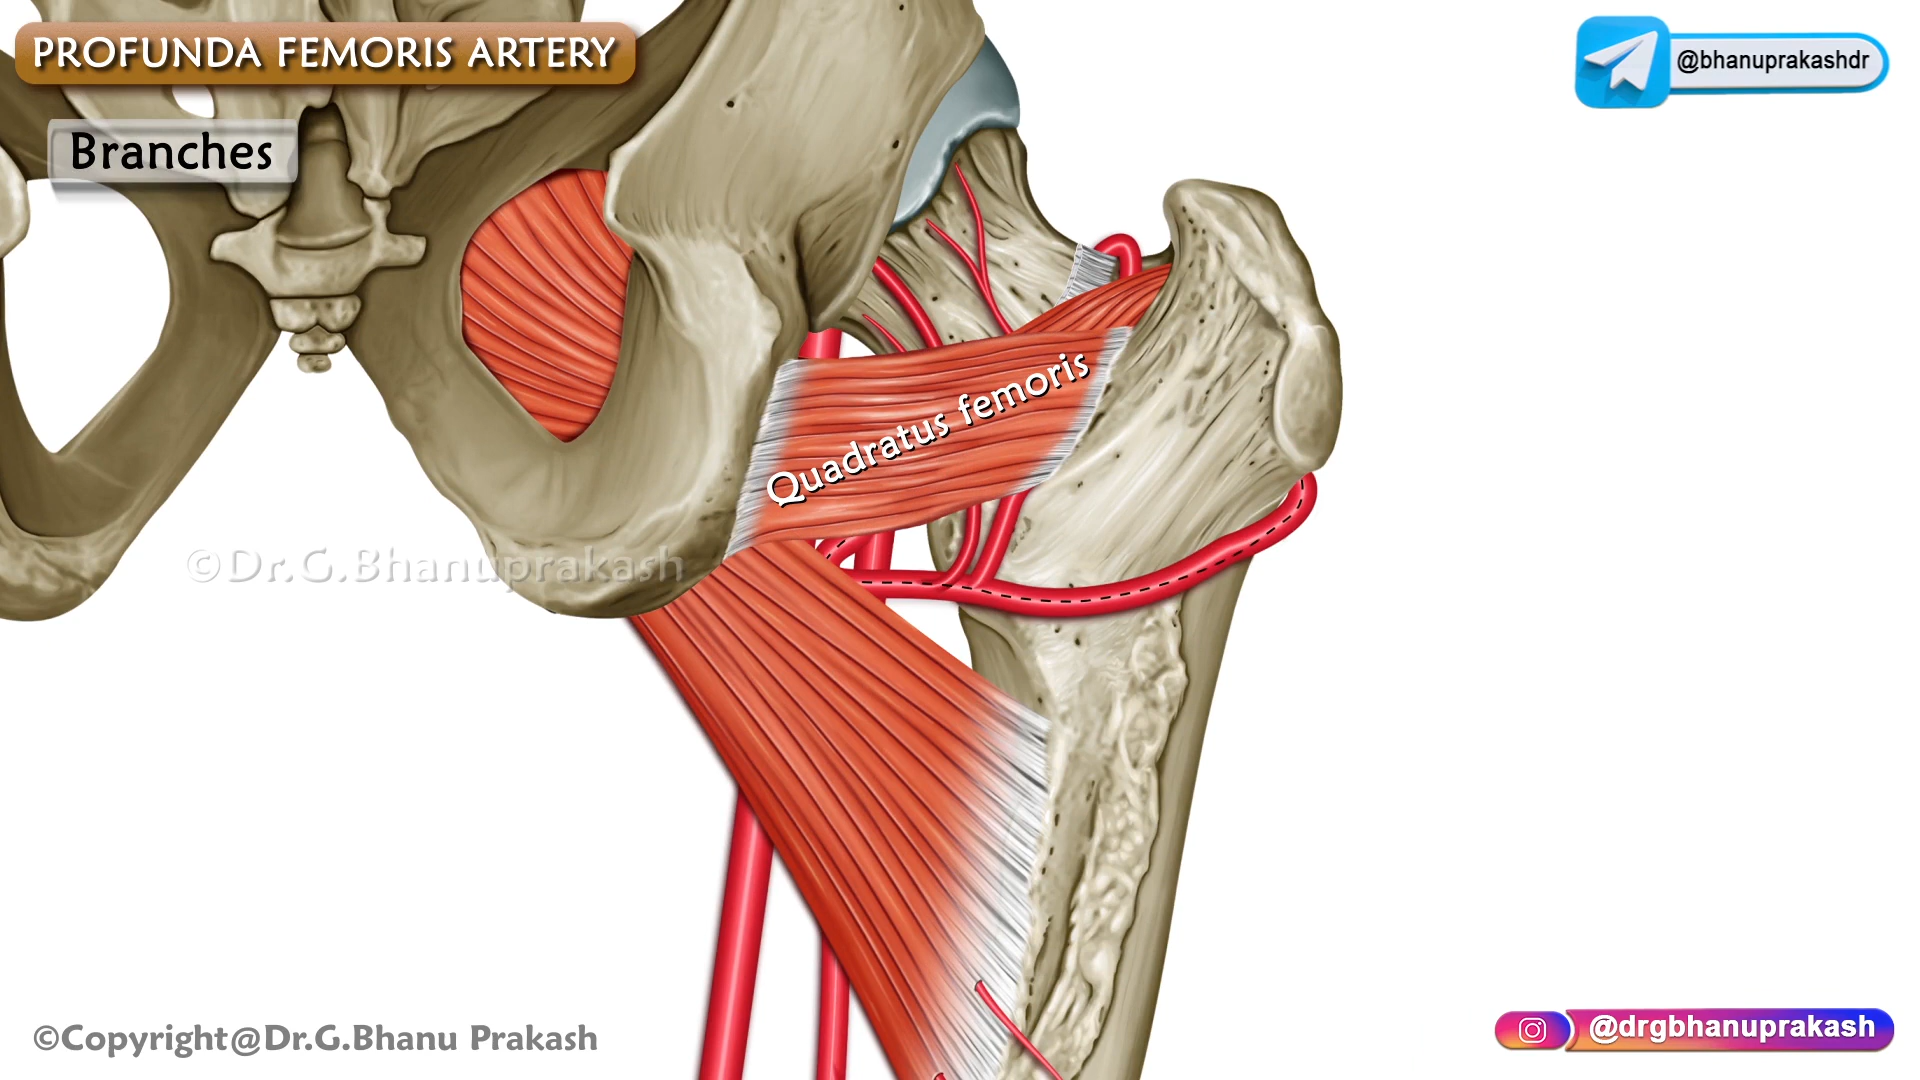 PROFUNDA FEMORIS ARTERY
@bhanuprakashdr
Branches
Quadratus femoris
©Dr.G.Bhanuprakash
©Copyright@Dr.G.Bhanu Prakash
@drgbhanuprakash